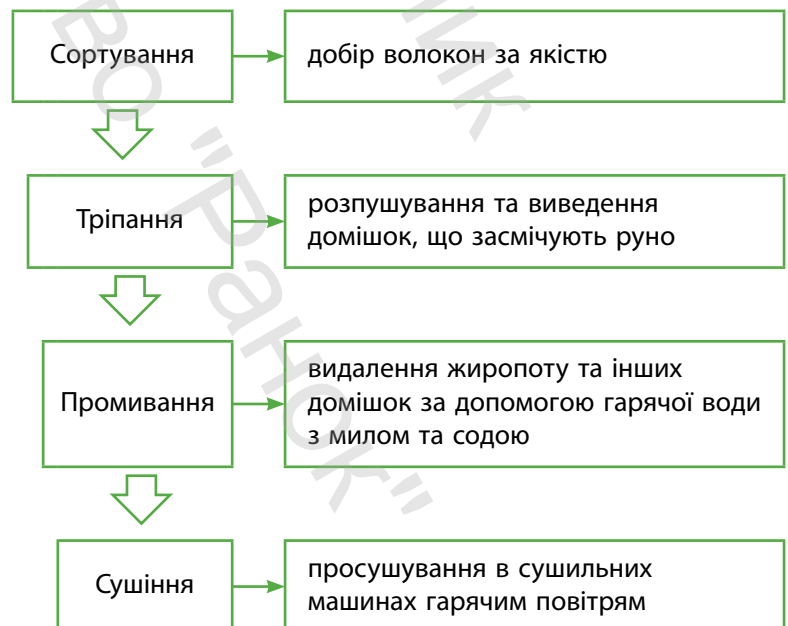 Сортування
добір волокон за якістю
Тріпання
розпушування та виведення
домішок, що засмічують руно
Промивання
видалення жиропоту та інших
домішок за допомогою гарячої води
з милом та содою
Сушіння
просушування в сушильних
машинах гарячим повітрям
"Ранок"